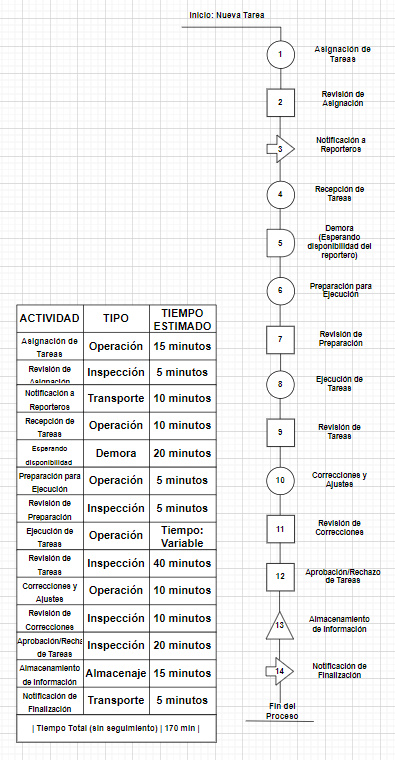 Inicio: Nueva Tarea
1
Asignación de
Tareas
2
Revisión de
Asignación
3
Notificación a
Reporteros
4
Recepción de
Tareas
5
Demora
(Esperando
disponibilidad del
reportero)
6
Preparación para
Ejecución
7
Revisión de
Preparación
8
Ejecución de
Tareas
9
Revisión de
Tareas
10
Correcciones y
Ajustes
11
Revisión de
Correcciones
12
Aprobación/Rechazo
de Tareas
13
Almacenamiento
de Información
14
Notificación de
Finalización
Fin del
Proceso
ACTIVIDAD TIPO TIEMPO
ESTIMADO
Asignación de
Tareas
Operación 15 minutos
Revisión de
Asignación
Inspección 5 minutos
Notificación a
Reporteros
Transporte 10 minutos
Recepción de
Tareas
Operación 10 minutos
Esperando
disponibilidad
Demora 20 minutos
Preparación para
Ejecución
Operación 5 minutos
Revisión de
Preparación
Inspección 5 minutos
Ejecución de
Tareas
Operación Tiempo:
Variable
Revisión de
Tareas
Inspección 40 minutos
Correcciones y
Ajustes
Operación 10 minutos
Revisión de
Correcciones
Inspección 10 minutos
Aprobación/Recha
de Tareas
Inspección 20 minutos
Almacenamiento
de Información
Almacenaje 15 minutos
Notificación de
Finalización
Transporte 5 minutos
| Tiempo Total (sin seguimiento) | 170 min |